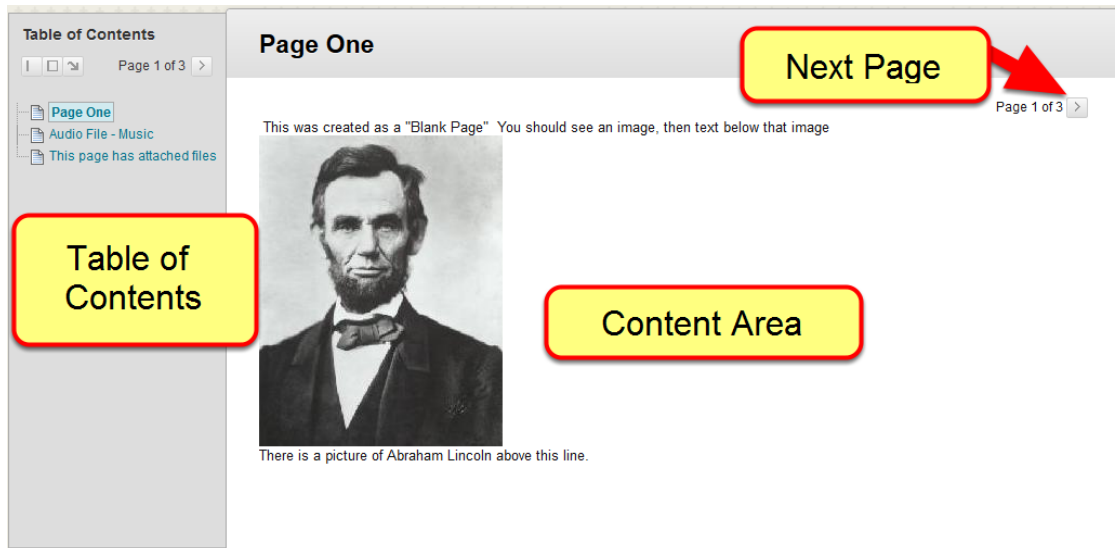 Table of Contents
Page 1 of 3
Page One
Audio File - Music
This page has attached files
Table of
Contents
Page One
Next Page
Page 1 of 3
This was created as a "Blank Page"  You should see an image, then text below that image
Content Area
There is a picture of Abraham Lincoln above this line.